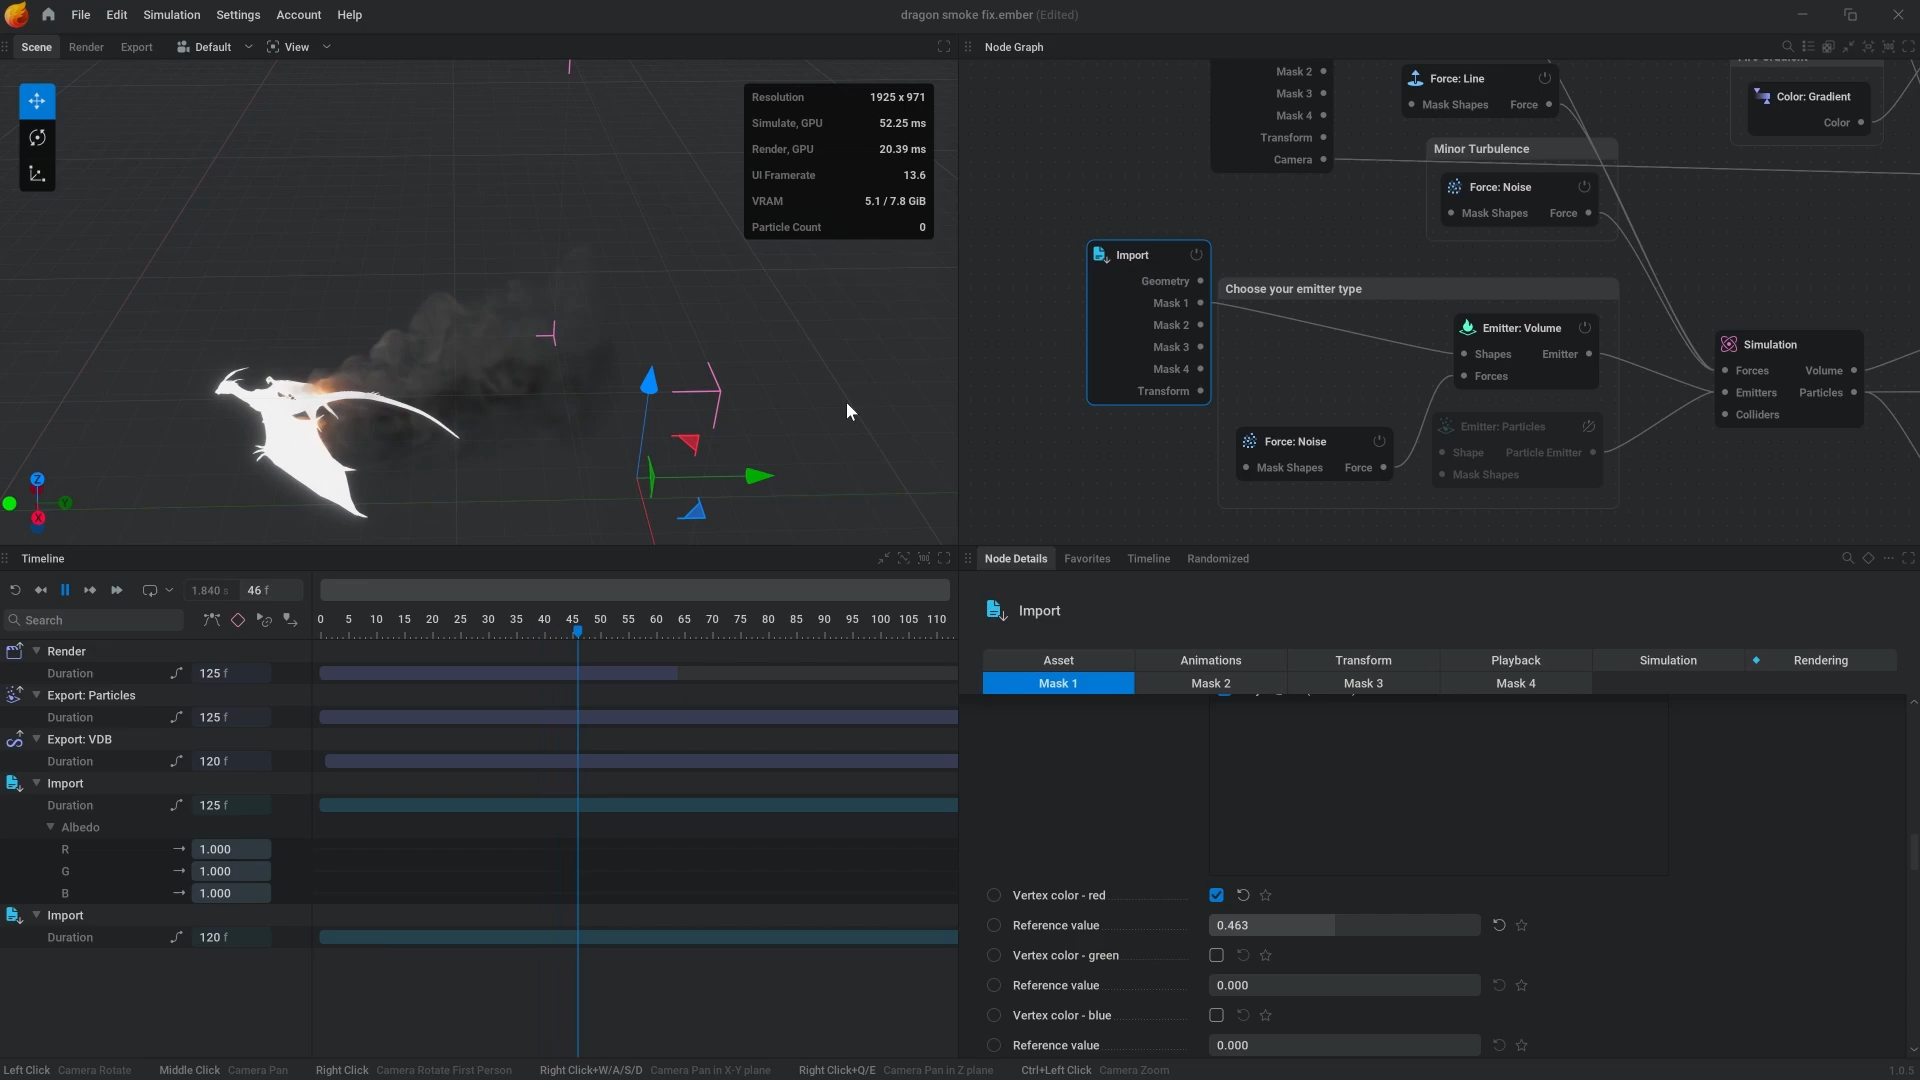 File Edit Simulation Settings Account Help
dragon smoke fix.ember (Edited)
Scene Render Export Default View
Node Graph
Resolution 1925 x 971
Simulate, GPU 52.25 ms
Render, GPU 20.39 ms
UI Framerate 13.6
VRAM 5.1 / 7.8 GiB
Particle Count 0
Z
Y
X
Mask 2
Mask 3
Mask 4
Transform
Camera
Force: Line
Mask Shapes Force
Color: Gradient
Color
Minor Turbulence
Force: Noise
Mask Shapes Force
Import
Geometry
Mask 1
Mask 2
Mask 3
Mask 4
Transform
Choose your emitter type
Emitter: Volume
Shapes Emitter
Forces
Force: Noise
Mask Shapes Force
Emitter: Particles
Shape Particle Emitter
Mask Shapes
Simulation
Forces Volume
Emitters Particles
Colliders
Timeline
1.840 s 46 f
Search
0 5 10 15 20 25 30 35 40 45 50 55 60 65 70 75 80 85 90 95 100 105 110
Render
Duration 125 f
Export: Particles
Duration 125 f
Export: VDB
Duration 120 f
Import
Duration 125 f
Albedo
R 1.000
G 1.000
B 1.000
Import
Duration 120 f
Node Details Favorites Timeline Randomized
Import
Asset Animations Transform Playback Simulation Rendering
Mask 1 Mask 2 Mask 3 Mask 4
Vertex color - red
Reference value 0.463
Vertex color - green
Reference value 0.000
Vertex color - blue
Reference value 0.000
Left Click Camera Rotate Middle Click Camera Pan Right Click Camera Rotate First Person Right Click+W/A/S/D Camera Pan in X-Y plane Right Click+Q/E Camera Pan in Z plane Ctrl+Left Click Camera Zoom 1.0.5